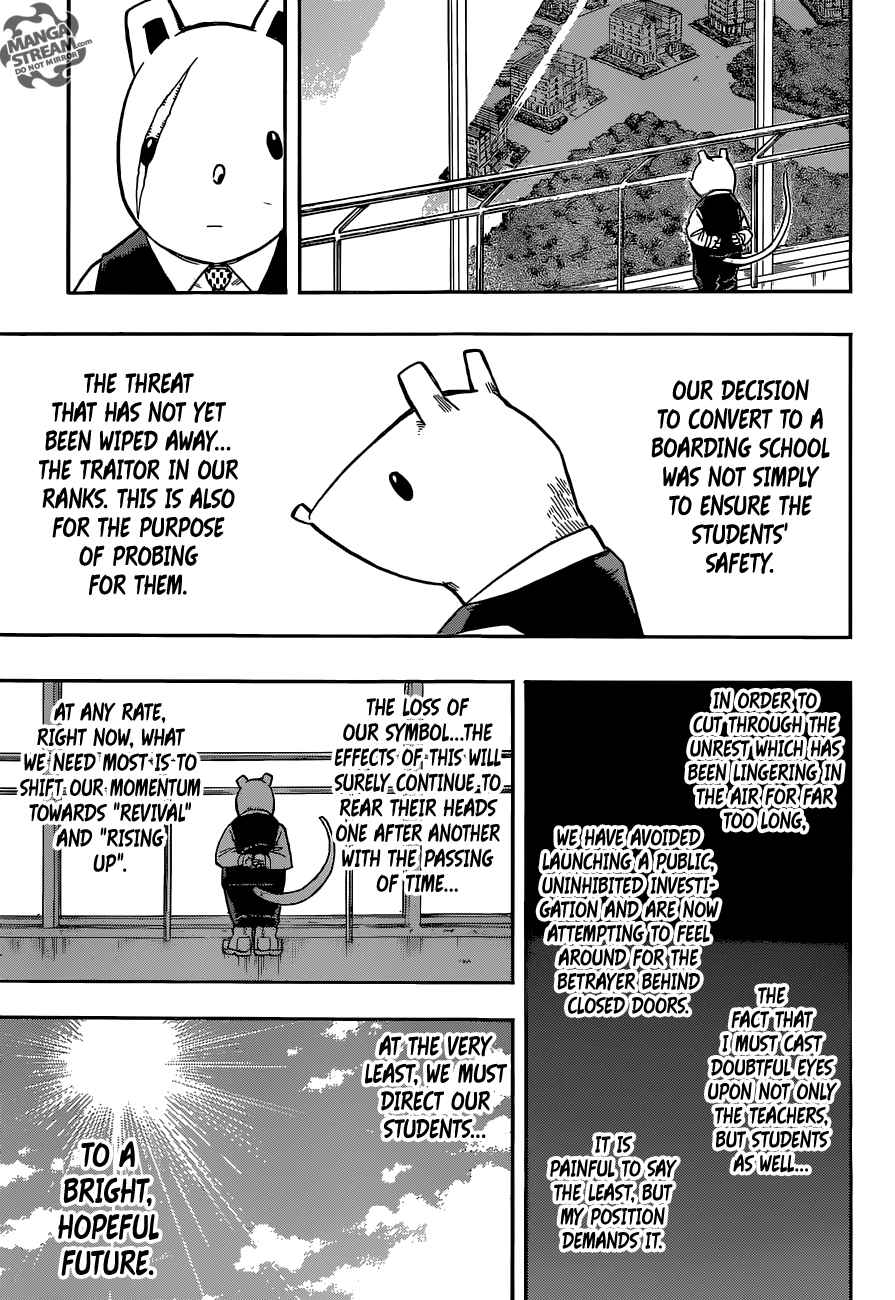 MANGA
STREAM.com
DO NOT MIRROR
OUR DECISION
TO CONVERT TO A
BOARDING SCHOOL
WAS NOT SIMPLY
TO ENSURE THE
STUDENTS'
SAFETY.
THE THREAT
THAT HAS NOT YET
BEEN WIPED AWAY...
THE TRAITOR IN OUR
RANKS. THIS IS ALSO
FOR THE PURPOSE
OF PROBING
FOR THEM.
IN ORDER TO
CUT THROUGH THE
UNREST WHICH HAS
BEEN LINGERING IN
THE AIR FOR FAR
TOO LONG,
WE HAVE AVOIDED
LAUNCHING A PUBLIC,
UNINHIBITED INVESTI-
GATION AND ARE NOW
ATTEMPTING TO FEEL
AROUND FOR THE
BETRAYER BEHIND
CLOSED DOORS.
THE
FACT THAT
I MUST CAST
DOUBTFUL EYES
UPON NOT ONLY
THE TEACHERS,
BUT STUDENTS
AS WELL...
IT IS
PAINFUL TO SAY
THE LEAST, BUT
MY POSITION
DEMANDS IT.
THE LOSS OF
OUR SYMBOL...THE
EFFECTS OF THIS WILL
SURELY CONTINUE TO
REAR THEIR HEADS
ONE AFTER ANOTHER
WITH THE PASSING
OF TIME...
AT ANY RATE,
RIGHT NOW, WHAT
WE NEED MOST IS TO
SHIFT OUR MOMENTUM
TOWARDS "REVIVAL"
AND "RISING
UP".
AT THE VERY
LEAST, WE MUST
DIRECT OUR
STUDENTS...
TO A
BRIGHT,
HOPEFUL
FUTURE.